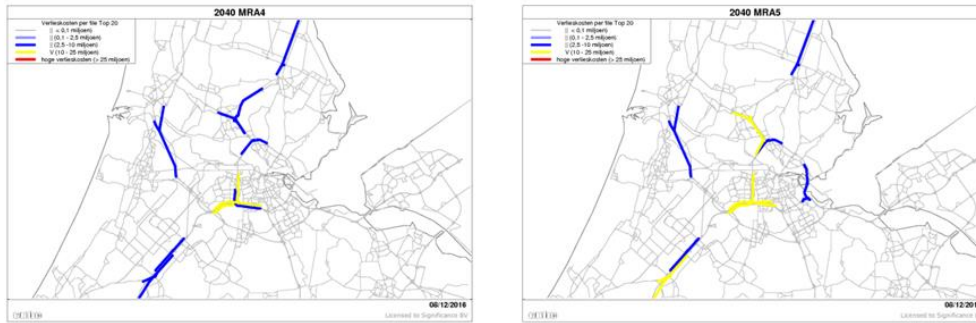 2040 MRA4
Verlieskosten per file Top 20
|| < 0,1 miljoen)
|| (0,1 - 2,5 miljoen)
|| (2,5 -10 miljoen)
V (10 - 25 miljoen)
hoge verlieskosten (> 25 miljoen)
08/12/2016
Licensed to Significance BV
2040 MRA5
Verlieskosten per file Top 20
|| < 0,1 miljoen)
|| (0,1 - 2,5 miljoen)
|| (2,5 -10 miljoen)
V (10 - 25 miljoen)
hoge verlieskosten (> 25 miljoen)
08/12/201
Licensed to Significance